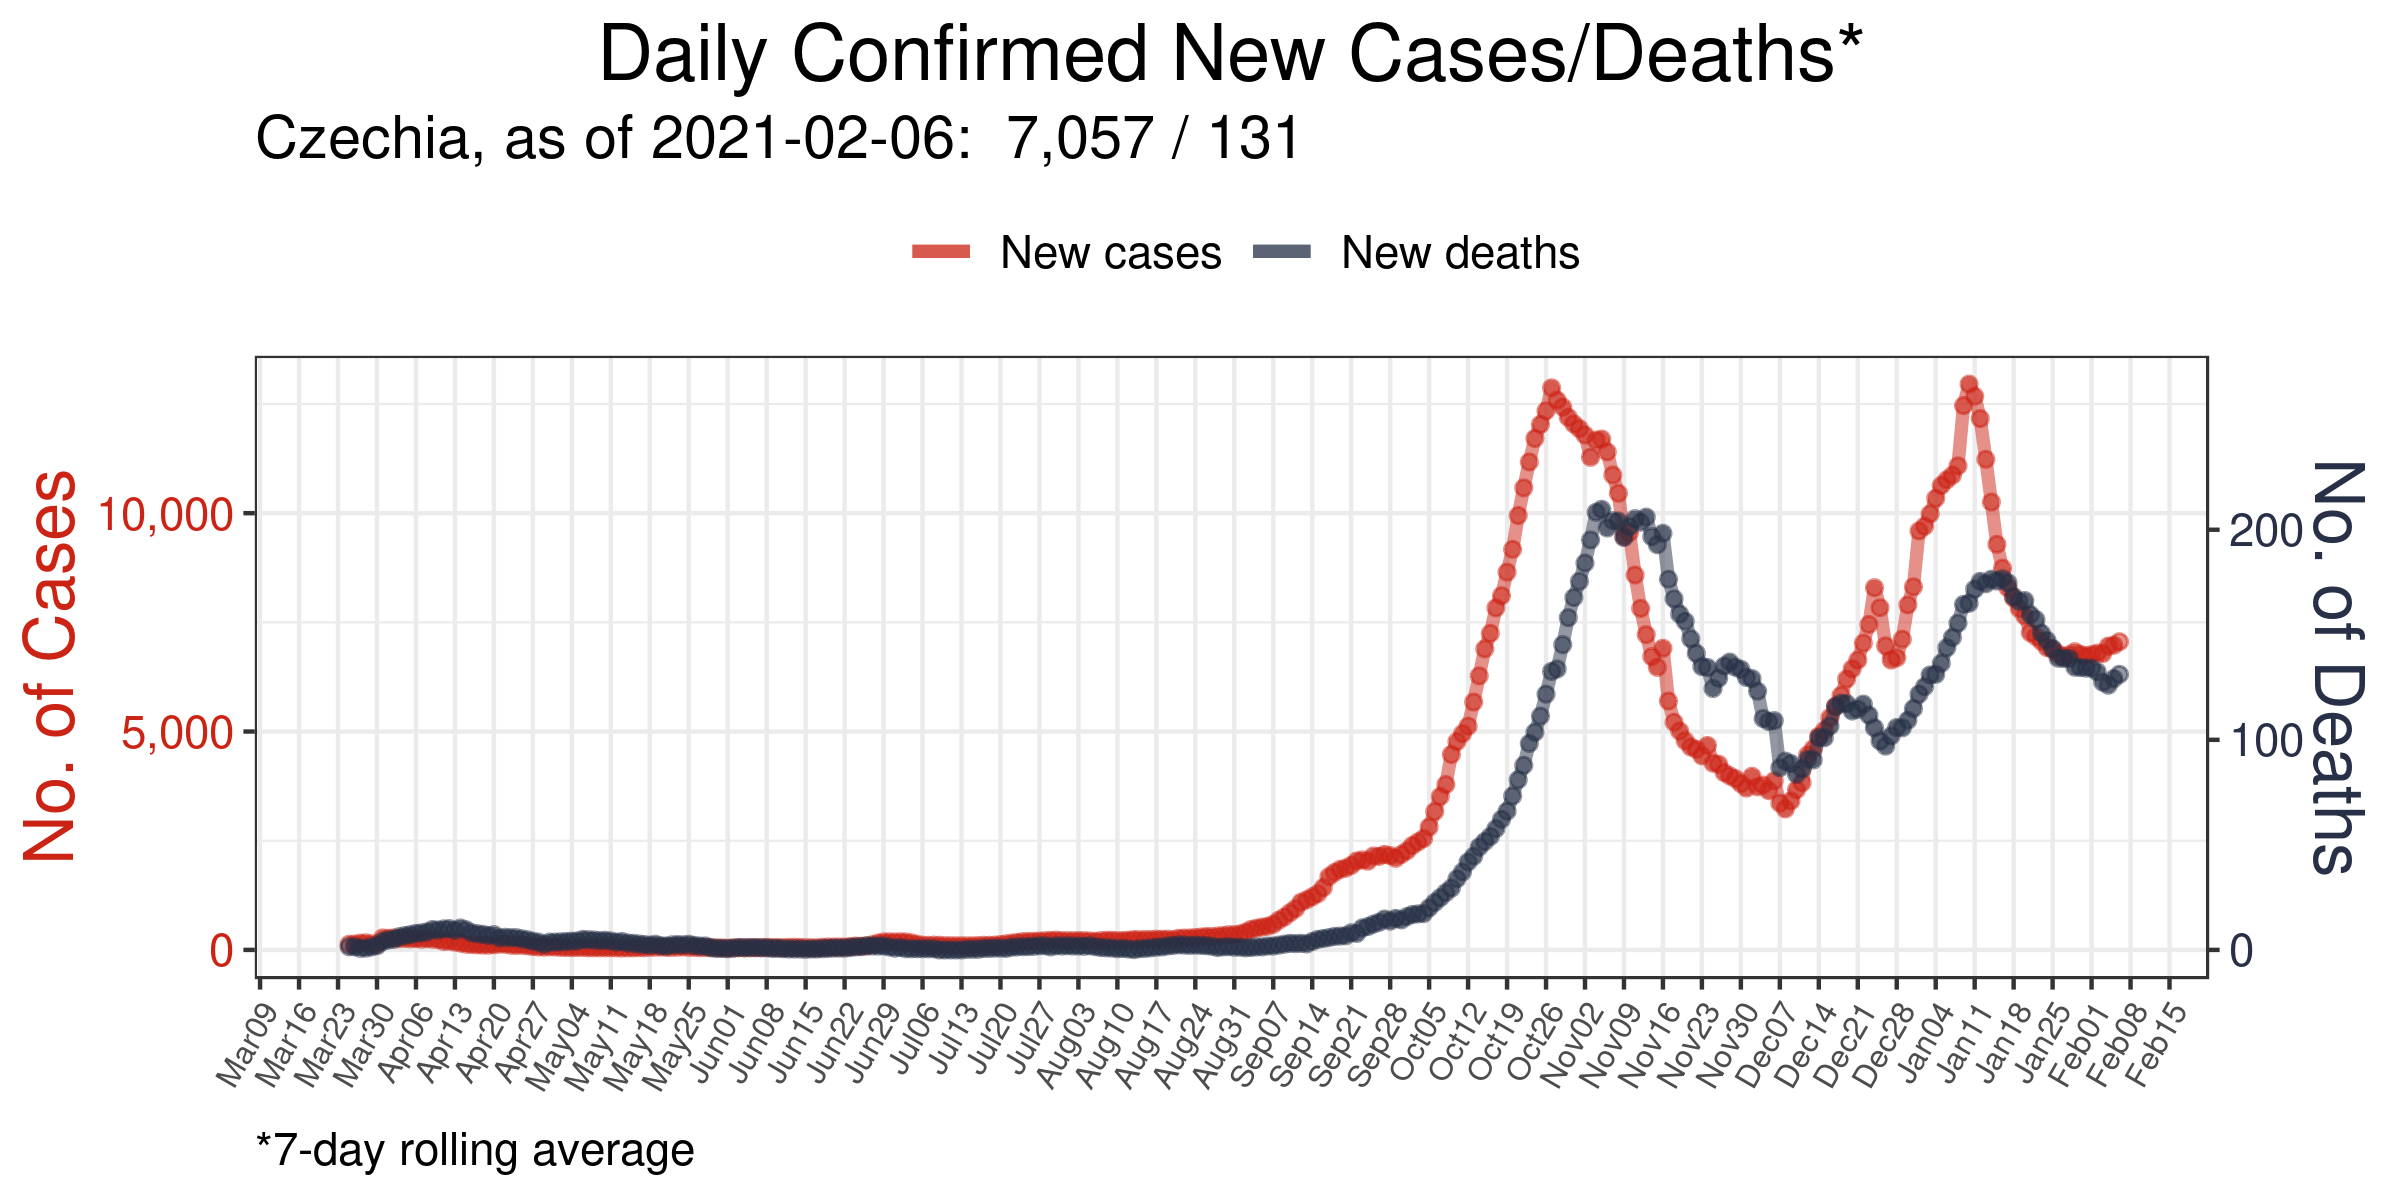 Daily Confirmed New Cases/Deaths*
Czechia, as of 2021-02-06:  7,057 / 131
New cases
New deaths
No. of Cases
10,000
5,000
0
200
100
0
No. of Deaths
Mar09
Mar16
Mar23
Mar30
Apr06
Apr13
Apr20
Apr27
May04
May11
May18
May25
Jun01
Jun08
Jun15
Jun22
Jun29
Jul06
Jul13
Jul20
Jul27
Aug03
Aug10
Aug17
Aug24
Aug31
Sep07
Sep14
Sep21
Sep28
Oct05
Oct12
Oct19
Oct26
Nov02
Nov09
Nov16
Nov23
Nov30
Dec07
Dec14
Dec21
Dec28
Jan04
Jan11
Jan18
Jan25
Feb01
Feb08
Feb15
*7-day rolling average